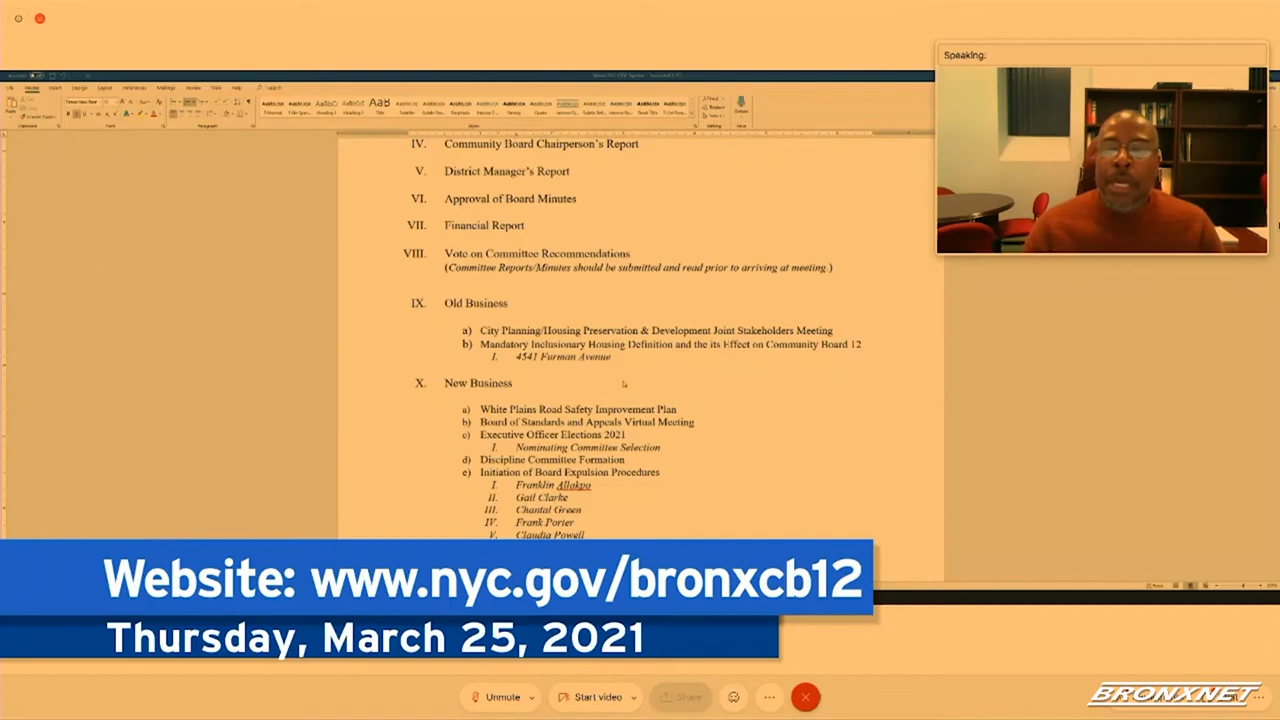 Speaking:
IV. Community Board Chairperson's Report
V. District Manager's Report
VI. Approval of Board Minutes
VII. Financial Report
VIII. Vote on Committee Recommendations
(Committee Reports/Minutes should be submitted and read prior to arriving at meeting.)
IX. Old Business
a) City Planning/Housing Preservation & Development Joint Stakeholders Meeting
b) Mandatory Inclusionary Housing Definition and the its Effect on Community Board 12
I. 4541 Furman Avenue
X. New Business
a) White Plains Road Safety Improvement Plan
b) Board of Standards and Appeals Virtual Meeting
c) Executive Officer Elections 2021
I. Nominating Committee Selection
d) Discipline Committee Formation
e) Initiation of Board Expulsion Procedures
I. Franklin Allakpo
II. Gail Clarke
III. Chantal Green
IV. Frank Porter
V. Claudia Powell
Website: www.nyc.gov/bronxcb12
Thursday, March 25, 2021
Unmute
Start video
Share
BRONXNET